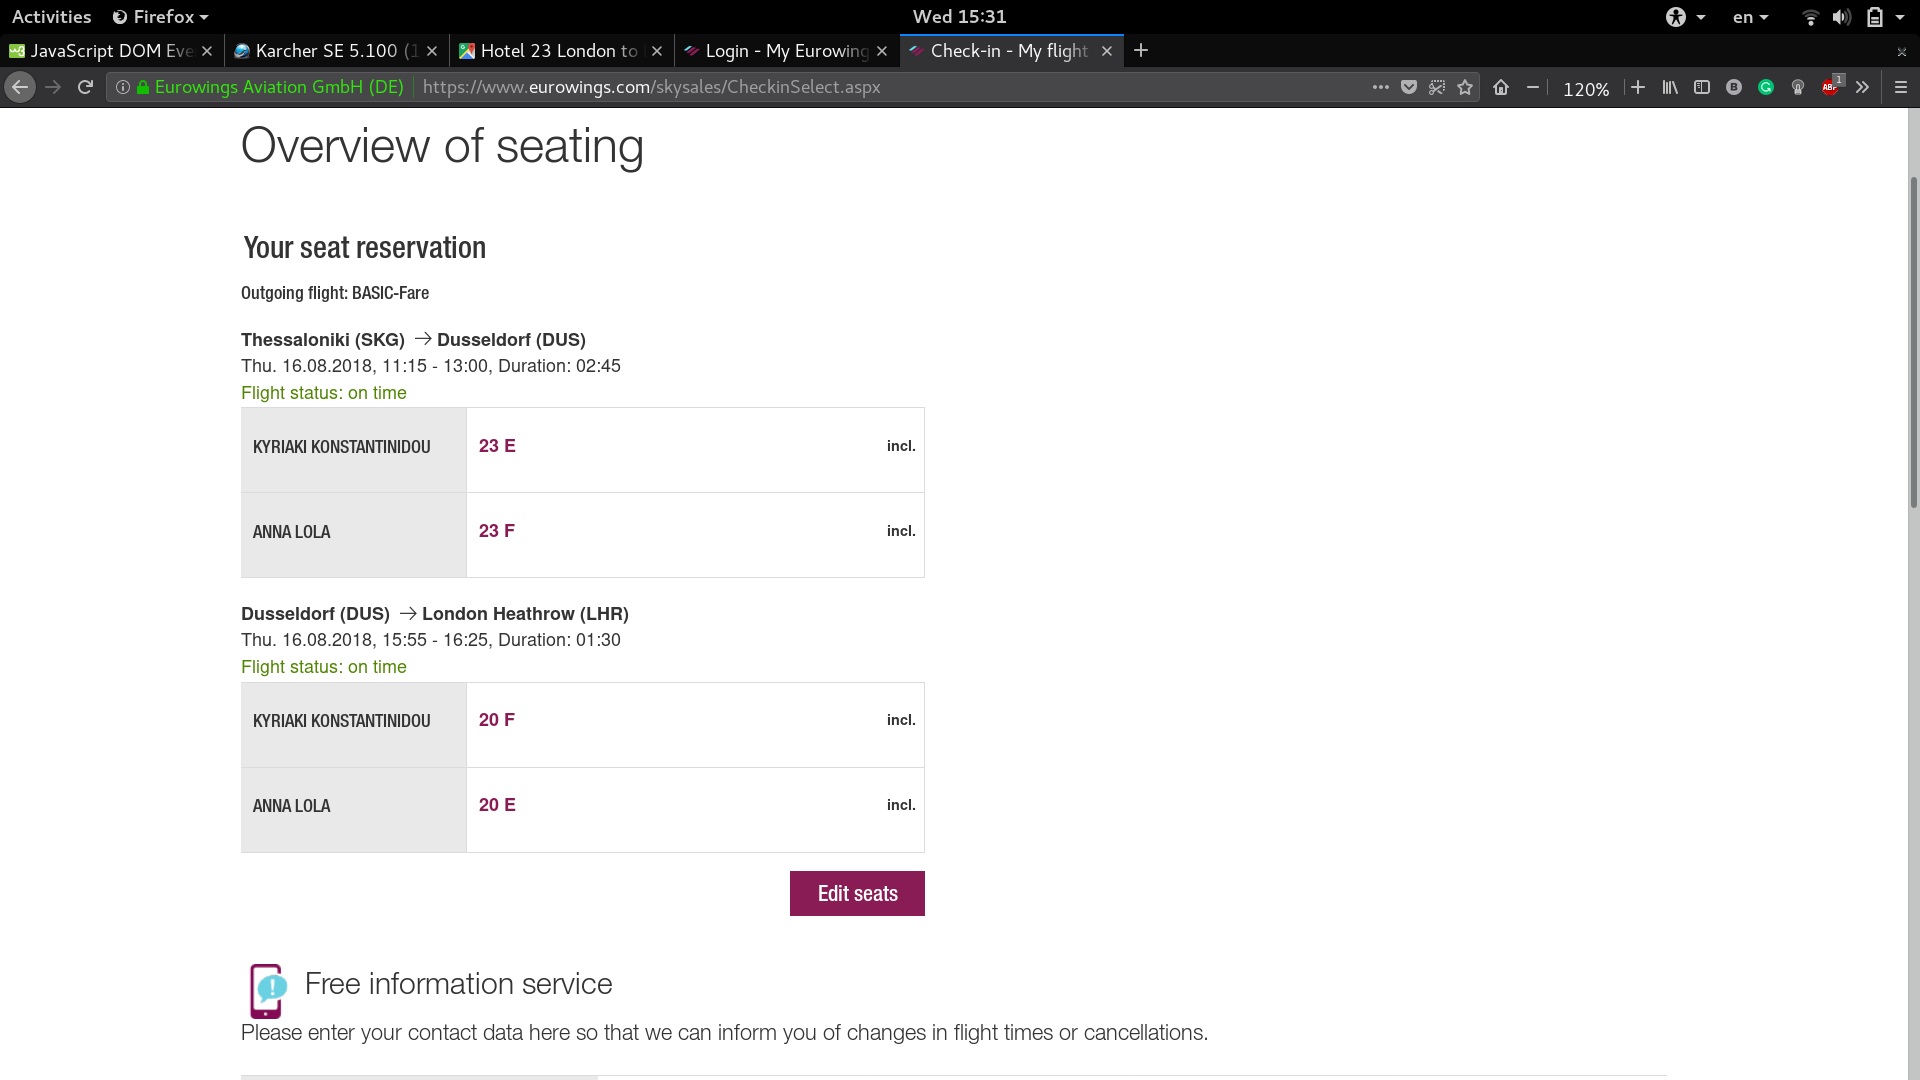 Activities Firefox Wed 15:31 en
JavaScript DOM Eve Karcher SE 5.100 (1 Hotel 23 London to Login - My Eurowing Check-in - My flight
Eurowings Aviation GmbH (DE) https://www.eurowings.com/skysales/CheckinSelect.aspx 120% ABP 1
Overview of seating
Your seat reservation
Outgoing flight: BASIC-Fare
Thessaloniki (SKG) → Dusseldorf (DUS)
Thu. 16.08.2018, 11:15 - 13:00, Duration: 02:45
Flight status: on time
KYRIAKI KONSTANTINIDOU 23 E incl.
ANNA LOLA 23 F incl.
Dusseldorf (DUS) → London Heathrow (LHR)
Thu. 16.08.2018, 15:55 - 16:25, Duration: 01:30
Flight status: on time
KYRIAKI KONSTANTINIDOU 20 F incl.
ANNA LOLA 20 E incl.
Edit seats
Free information service
Please enter your contact data here so that we can inform you of changes in flight times or cancellations.